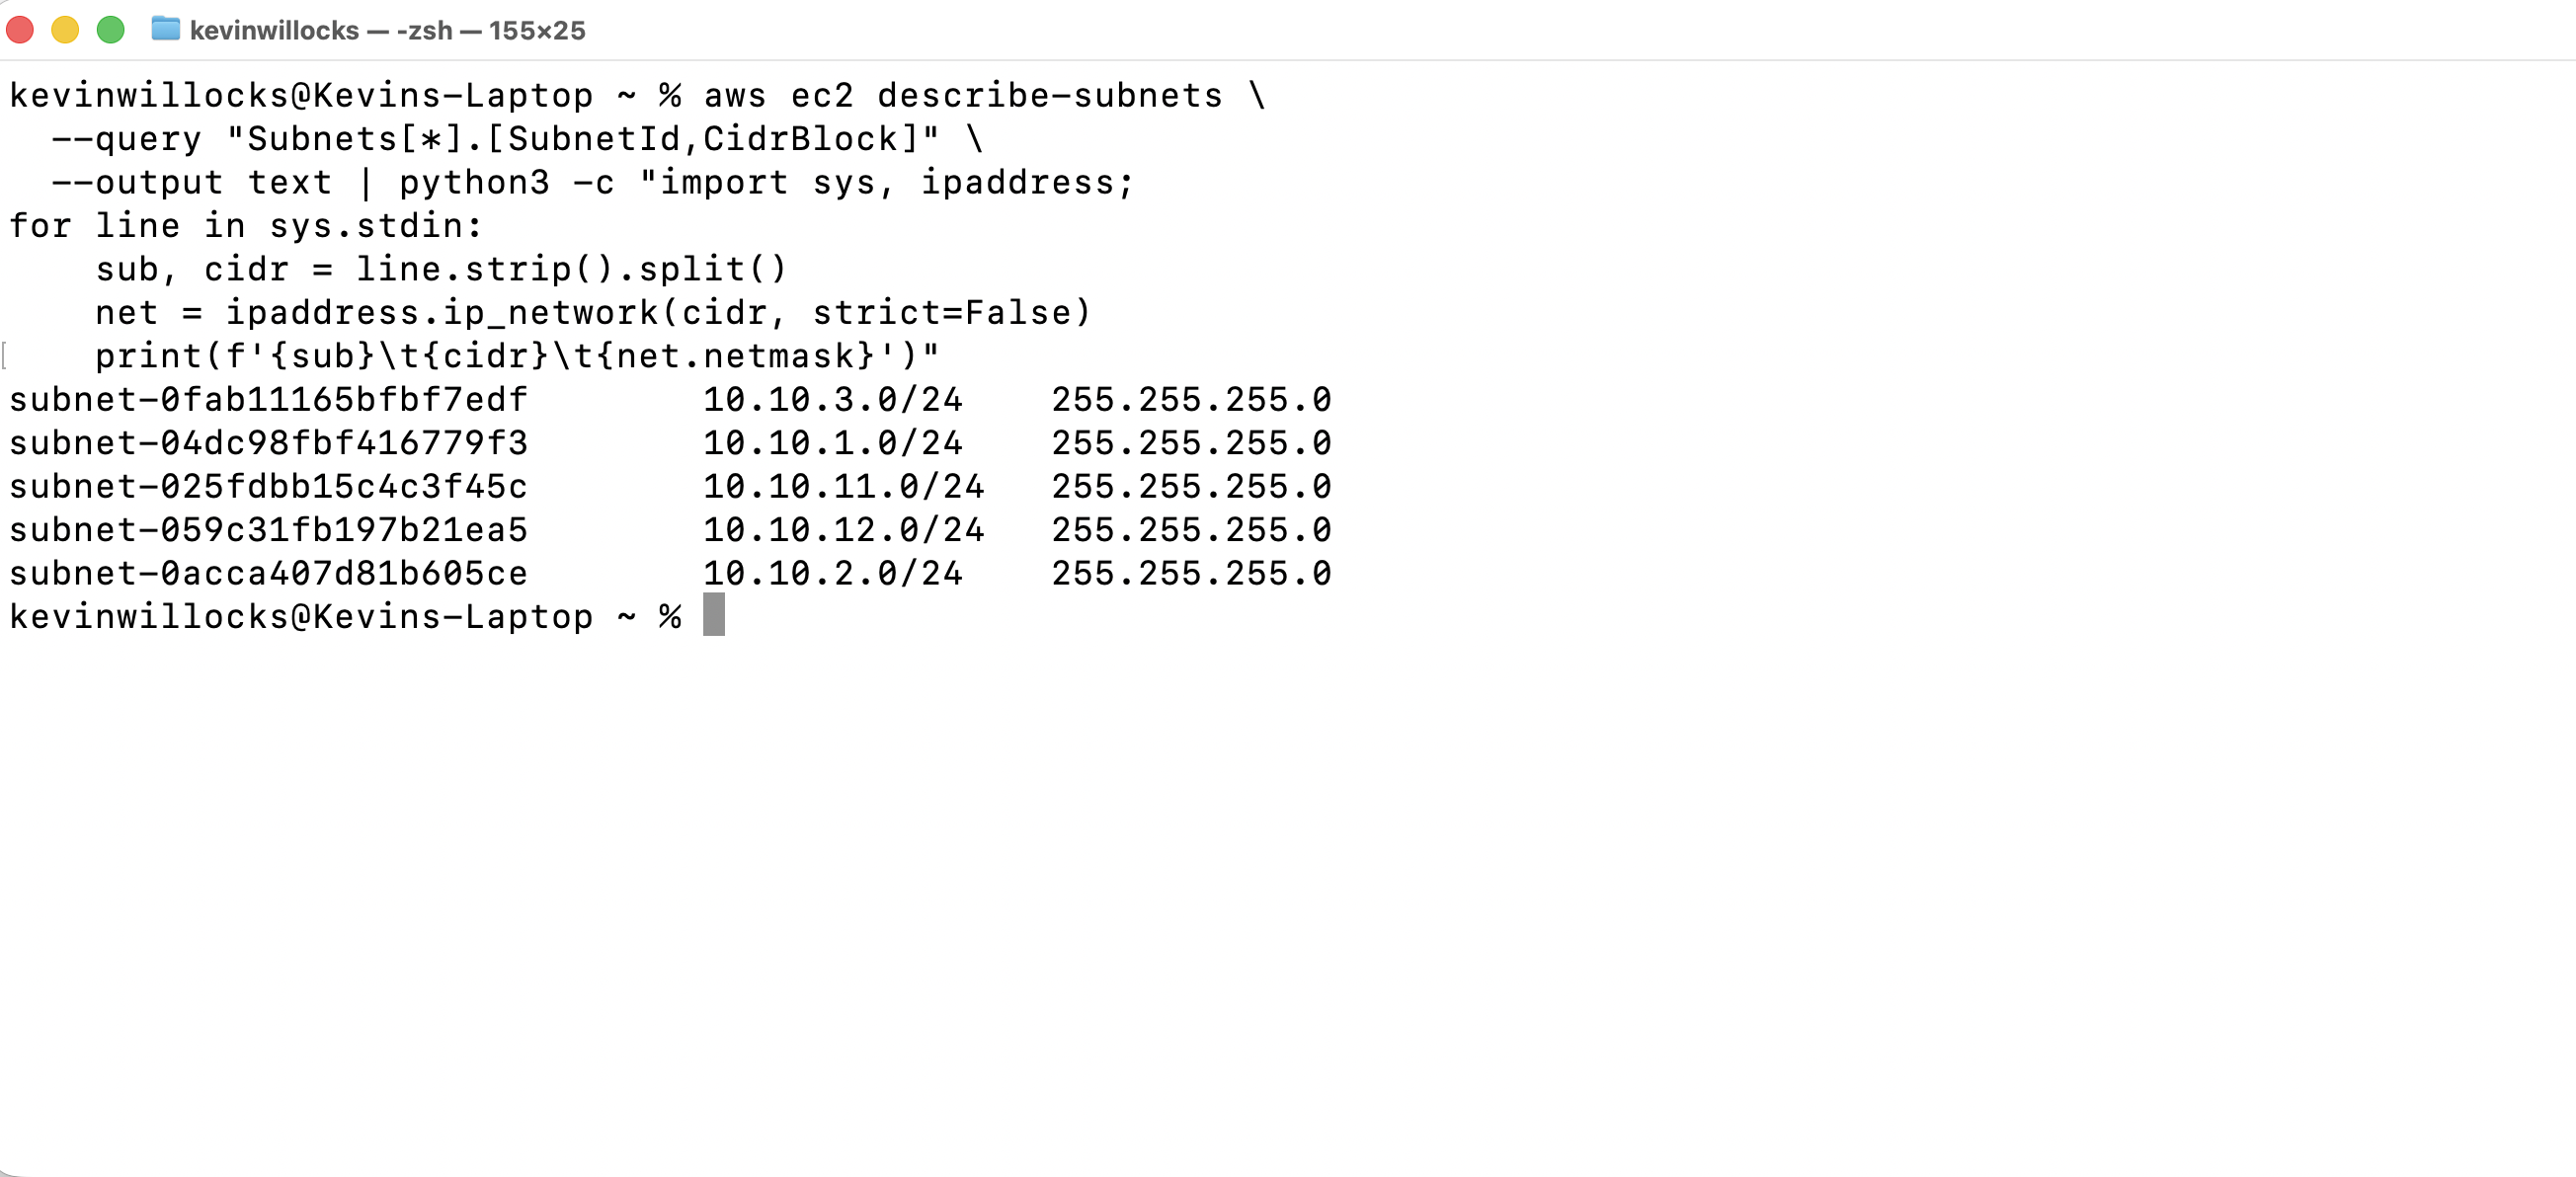 kevinwillocks — -zsh — 155×25
kevinwillocks@Kevins-Laptop ~ % aws ec2 describe-subnets \
  --query "Subnets[*].[SubnetId,CidrBlock]" \
  --output text | python3 -c "import sys, ipaddress;
for line in sys.stdin:
    sub, cidr = line.strip().split()
    net = ipaddress.ip_network(cidr, strict=False)
    print(f'{sub}\t{cidr}\t{net.netmask}')"
subnet-0fab11165bfbf7edf	10.10.3.0/24	255.255.255.0
subnet-04dc98fbf416779f3	10.10.1.0/24	255.255.255.0
subnet-025fdbb15c4c3f45c	10.10.11.0/24	255.255.255.0
subnet-059c31fb197b21ea5	10.10.12.0/24	255.255.255.0
subnet-0acca407d81b605ce	10.10.2.0/24	255.255.255.0
kevinwillocks@Kevins-Laptop ~ %